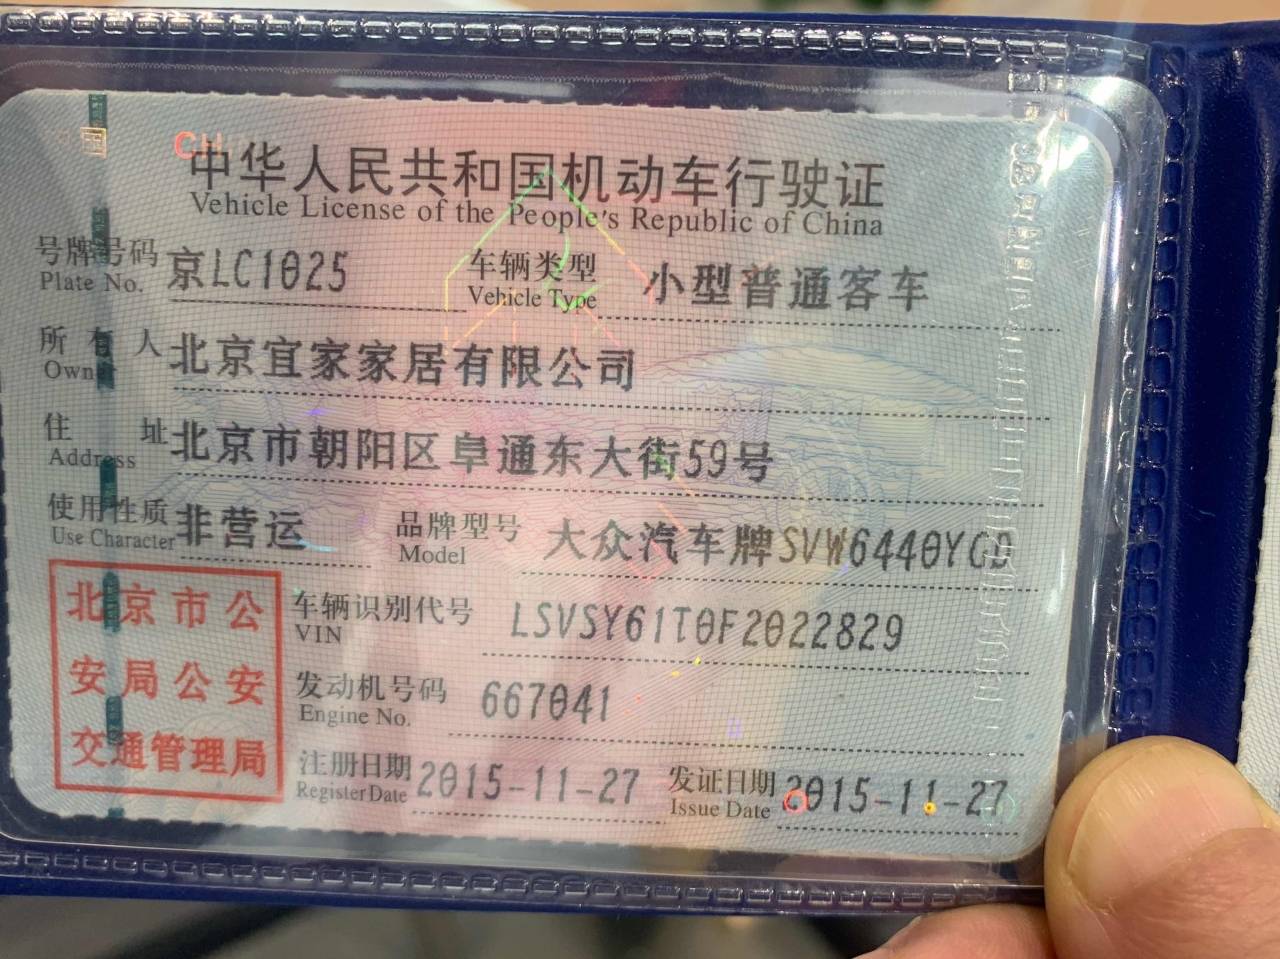 中华人民共和国机动车行驶证
Vehicle License of the People's Republic of China
号牌号码 京LC1025 车辆类型 小型普通客车
Plate No. Vehicle Type
所有人 北京宜家家居有限公司
Owner
住址 北京市朝阳区阜通东大街59号
Address
使用性质 非营运 品牌型号 大众汽车牌SVW6440YCD
Use Character Model
北京市公
安局公安
交通管理局
车辆识别代号 LSVSY61T0F2022829
VIN
发动机号码 667041
Engine No.
注册日期 2015-11-27 发证日期 2015-11-27
Register Date Issue Date